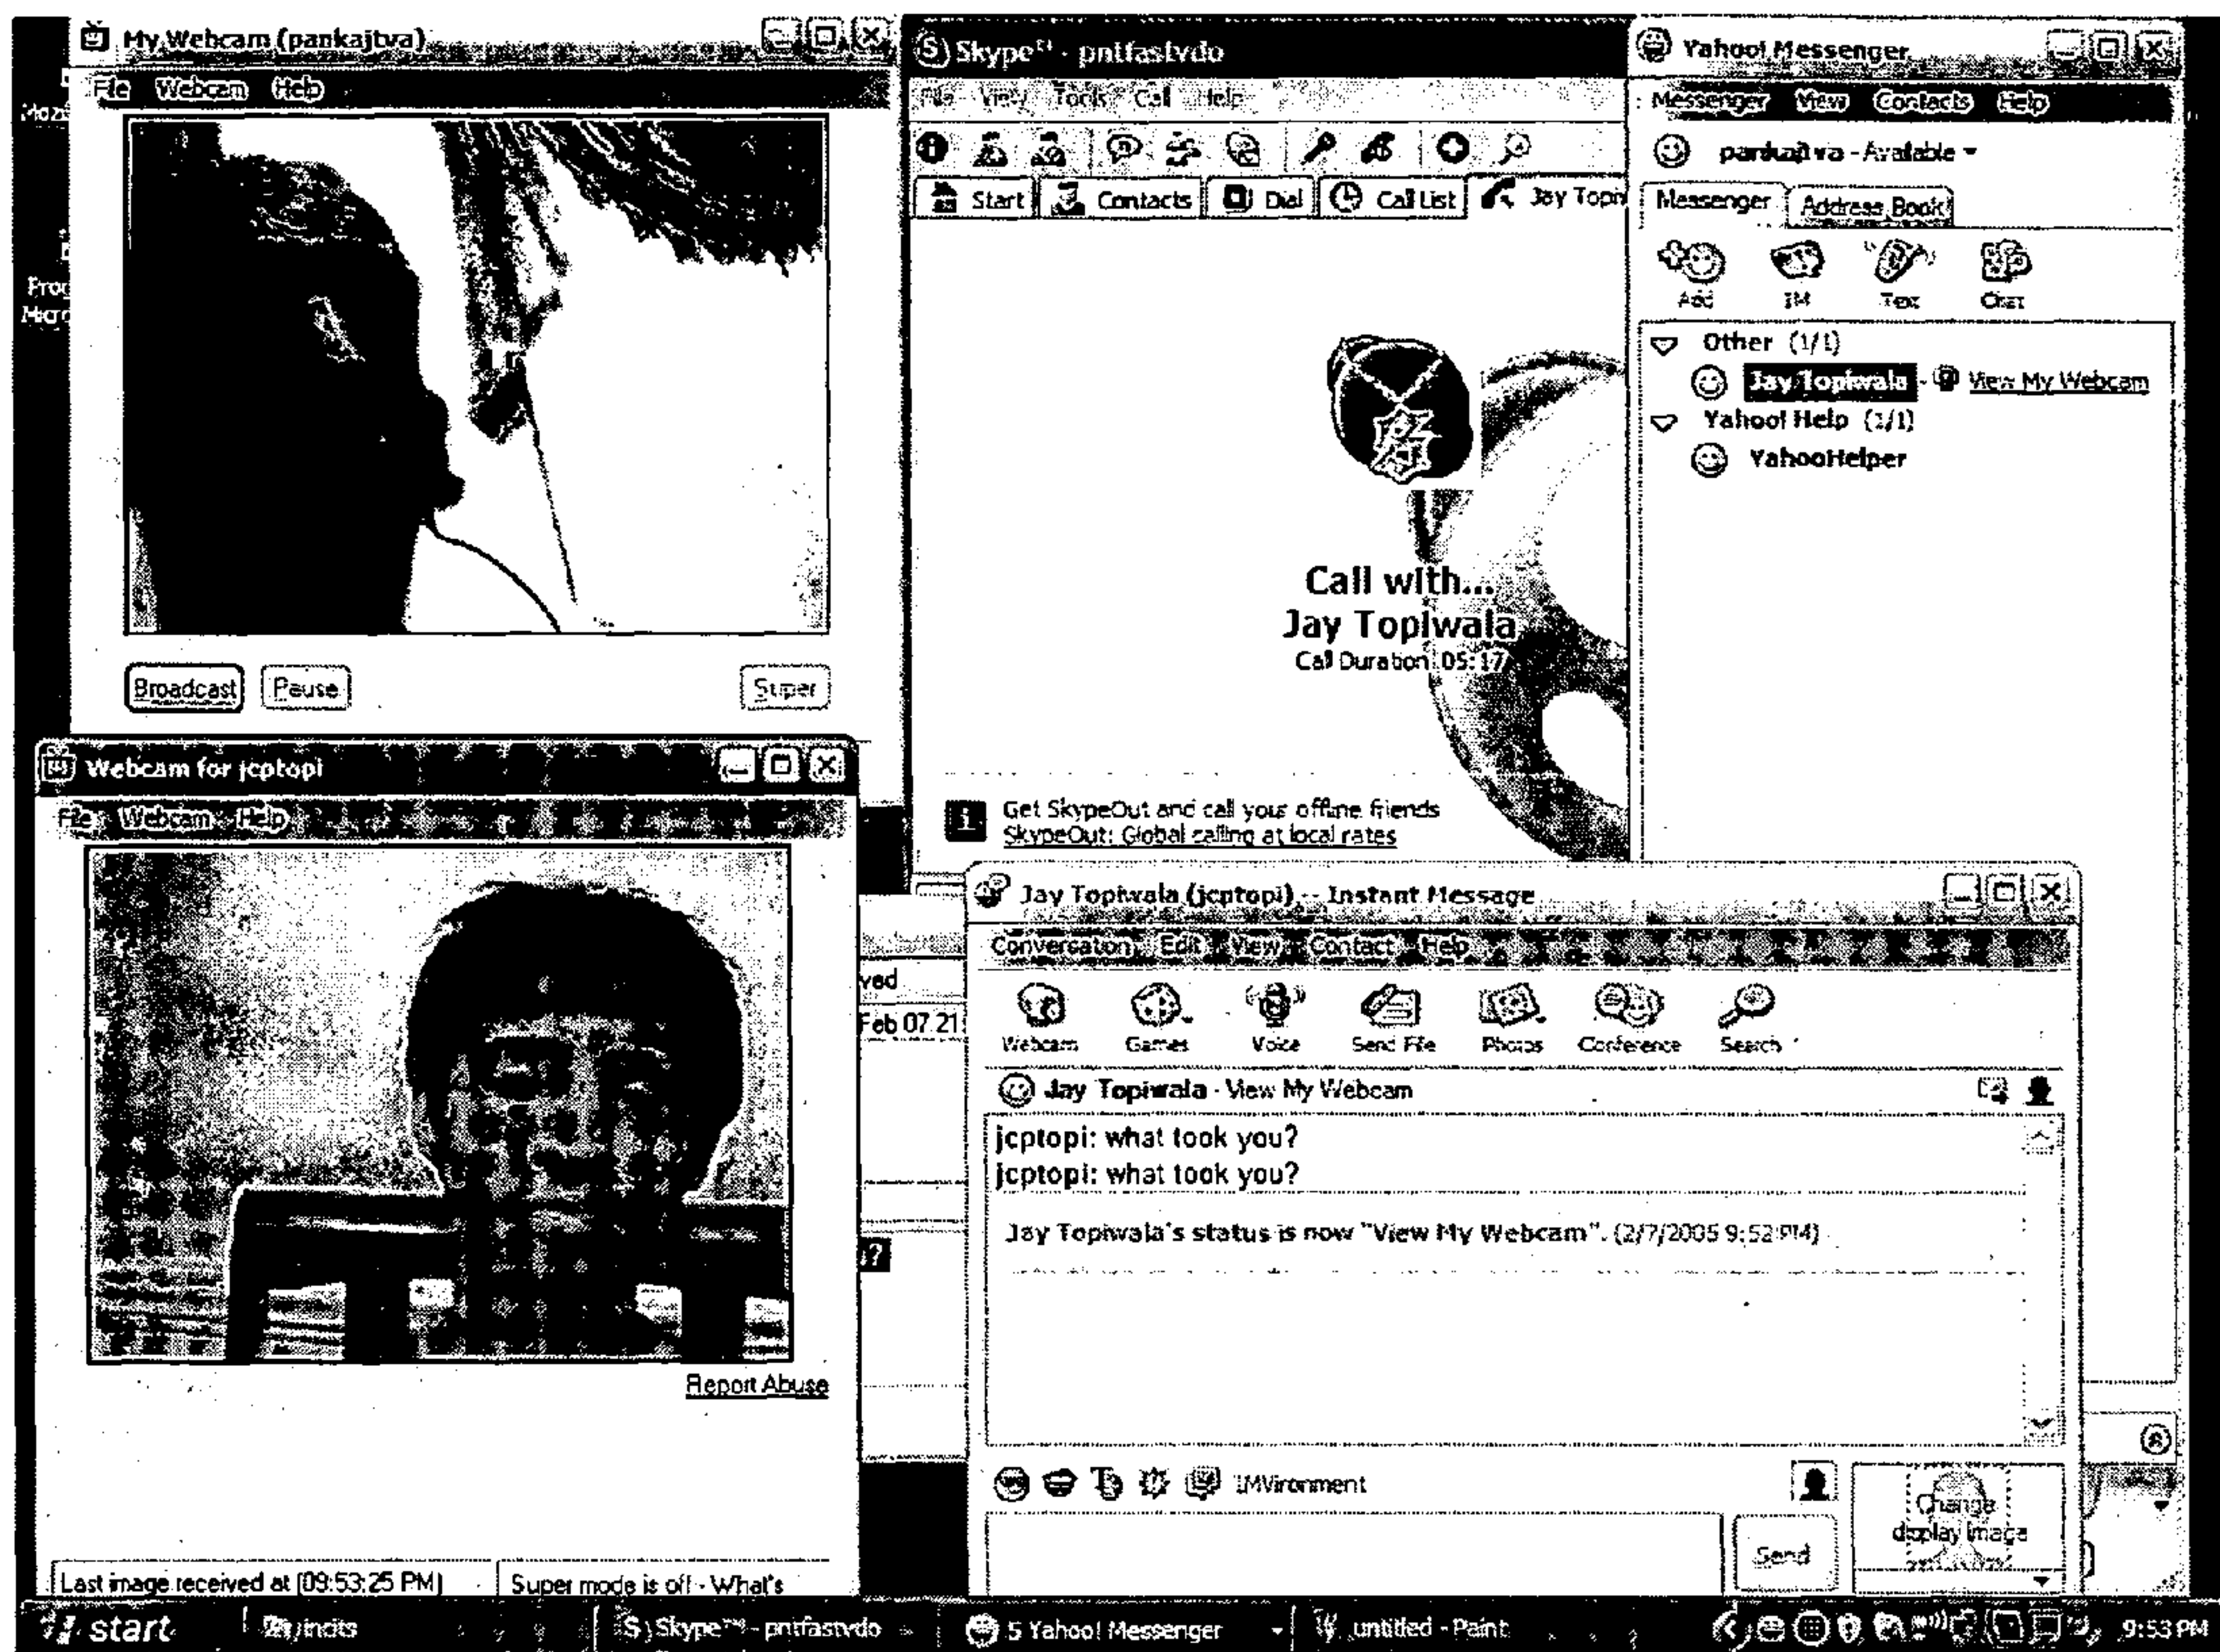 My Webcam (pankajtva)
File Webcam Help
Broadcast Pause Super
Skype - pntfastvdo
File View Tools Call Help
Start Contacts Dial Call List Jay Topi
Call with...
Jay Topiwala
Call Duration 05:17
Get SkypeOut and call your offline friends
SkypeOut: Global calling at local rates
Yahoo! Messenger
Messenger View Contacts Help
pankajtva - Available
Messenger Address Book
Add IM Text Chat
Other (1/1)
Jay Topiwala - View My Webcam
Yahoo! Help (1/1)
YahooHelper
Webcam for jcptopi
File Webcam Help
Report Abuse
Last image received at [09:53:25 PM]
Super mode is off - What's
ved
Feb 07 21:
Jay Topiwala (jcptopi) -- Instant Message
Conversation Edit View Contact Help
Webcam Games Voice Send File Photos Conference Search
Jay Topiwala - View My Webcam
jcptopi: what took you?
jcptopi: what took you?
Jay Topiwala's status is now "View My Webcam". (2/7/2005 9:52 PM)
IMVironment
Send
Change
display image
start
incits
Skype - pntfastvdo
5 Yahoo! Messenger
untitled - Paint
9:53 PM